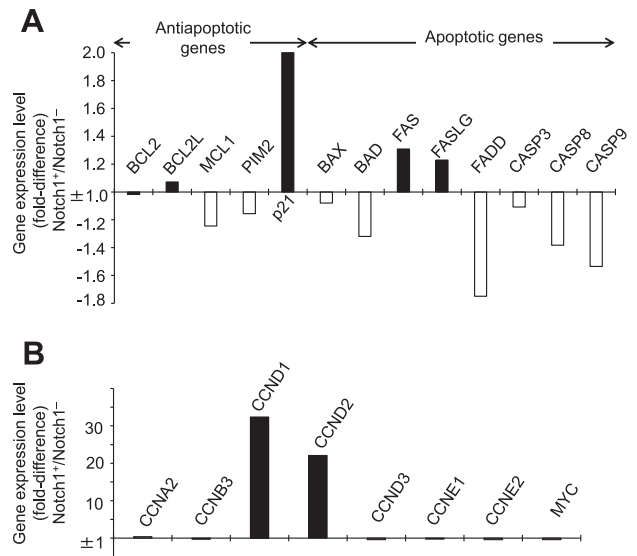 A
Antiapoptotic genes
Apoptotic genes
Gene expression level
(fold-difference)
Notch1+/Notch1−
2.0
1.8
1.6
1.4
1.2
±1.0
-1.2
-1.4
-1.6
-1.8
BCL2
BCL2L
MCL1
PIM2
p21
BAX
BAD
FAS
FASLG
FADD
CASP3
CASP8
CASP9
B
Gene expression level
(fold-difference)
Notch1+/Notch1−
30
20
10
±1
CCNA2
CCNB3
CCND1
CCND2
CCND3
CCNE1
CCNE2
MYC